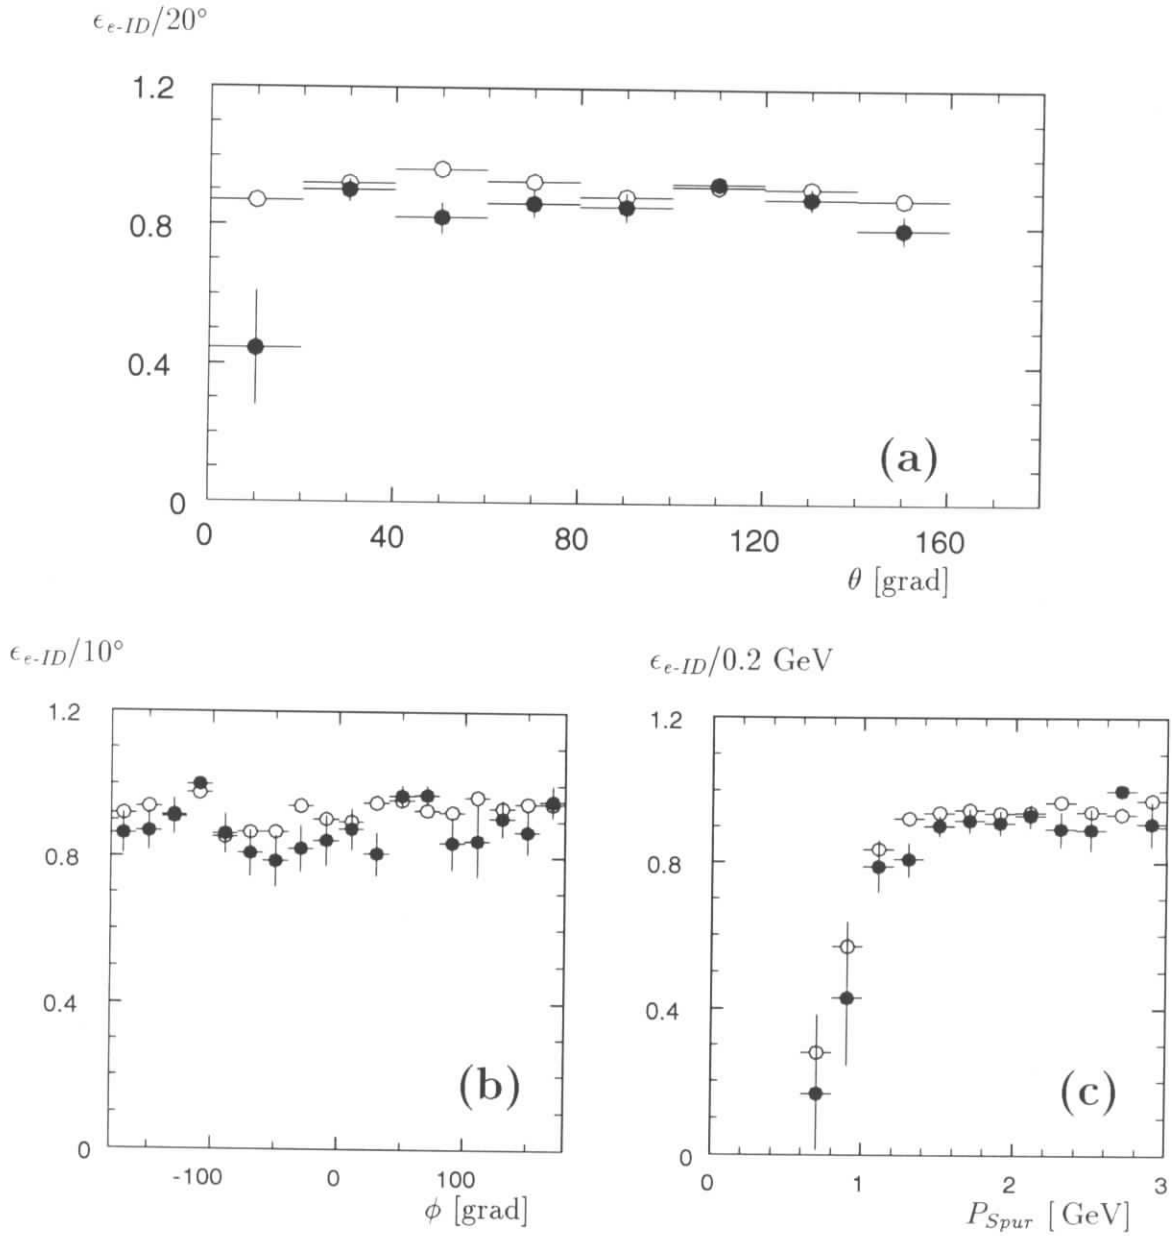 ϵ_{e-ID}/20°
1.2
0.8
0.4
0
0 40 80 120 160
(a)
θ [grad]
ϵ_{e-ID}/10°
1.2
0.8
0.4
0
-100 0 100
(b)
ϕ [grad]
ϵ_{e-ID}/0.2 GeV
1.2
0.8
0.4
0
0 1 2 3
(c)
P_{Spur} [ GeV]